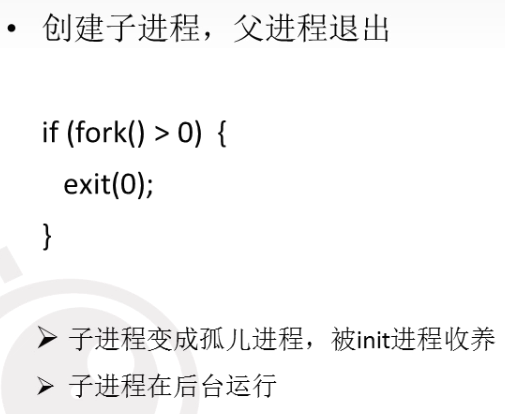 • 创建子进程，父进程退出
if (fork() > 0) {
exit(0);
}
➢ 子进程变成孤儿进程，被init进程收养
➢ 子进程在后台运行